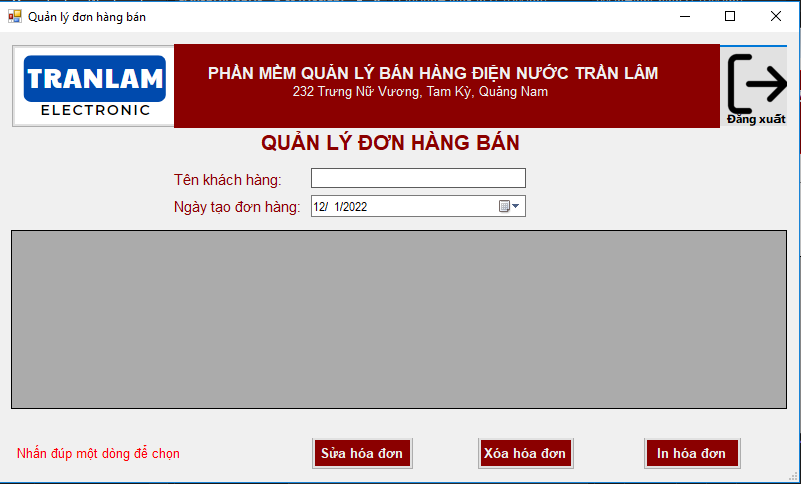 Quản lý đơn hàng bán
TRANLAM
ELECTRONIC
PHẦN MỀM QUẢN LÝ BÁN HÀNG ĐIỆN NƯỚC TRẦN LÂM
232 Trưng Nữ Vương, Tam Kỳ, Quảng Nam
Đăng xuất
QUẢN LÝ ĐƠN HÀNG BÁN
Tên khách hàng:
Ngày tạo đơn hàng:
12/ 1/2022
Nhấn đúp một dòng để chọn
Sửa hóa đơn
Xóa hóa đơn
In hóa đơn